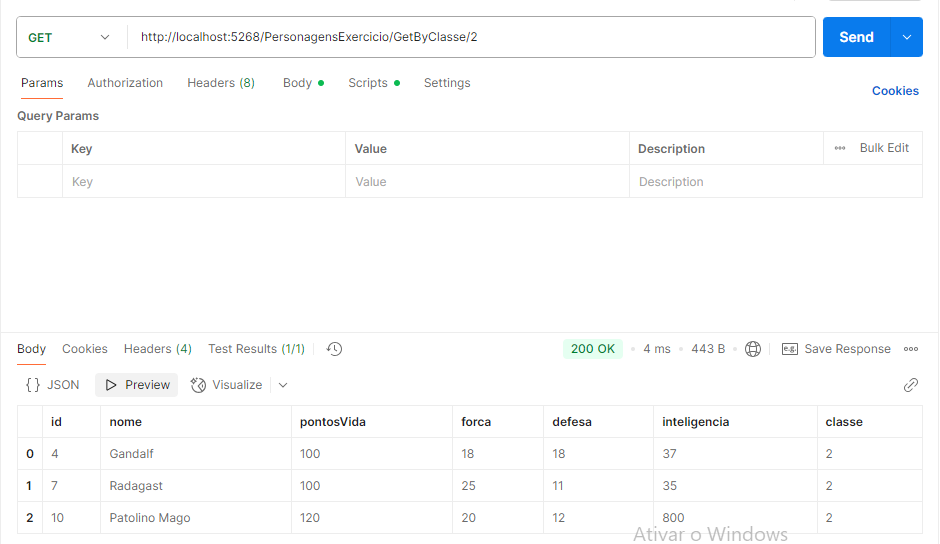 GET http://localhost:5268/PersonagensExercicio/GetByClasse/2 Send
Params Authorization Headers (8) Body Scripts Settings Cookies
Query Params
Key Value Description Bulk Edit
Key Value Description
Body Cookies Headers (4) Test Results (1/1) 200 OK 4 ms 443 B e.g. Save Response
{} JSON Preview Visualize
id nome pontosVida forca defesa inteligencia classe
0 4 Gandalf 100 18 18 37 2
1 7 Radagast 100 25 11 35 2
2 10 Patolino Mago 120 20 12 800 2
Ativar o Windows